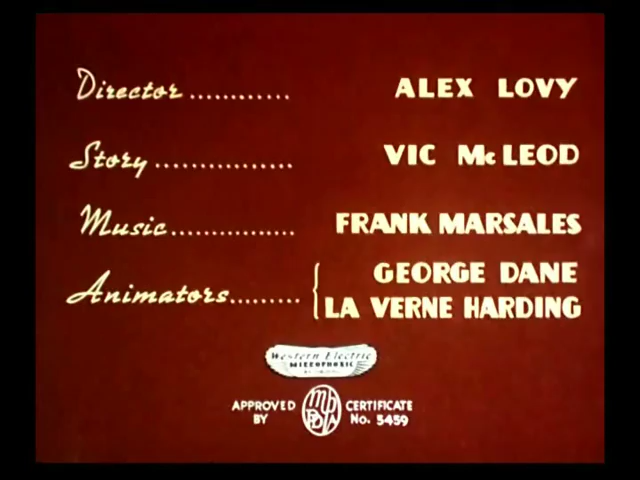 Director............ ALEX LOVY
Story................ VIC McLEOD
Music................ FRANK MARSALES
Animators......... GEORGE DANE
LA VERNE HARDING
Western Electric
MICROPHONIC
APPROVED CERTIFICATE
BY MPPDA No. 5459